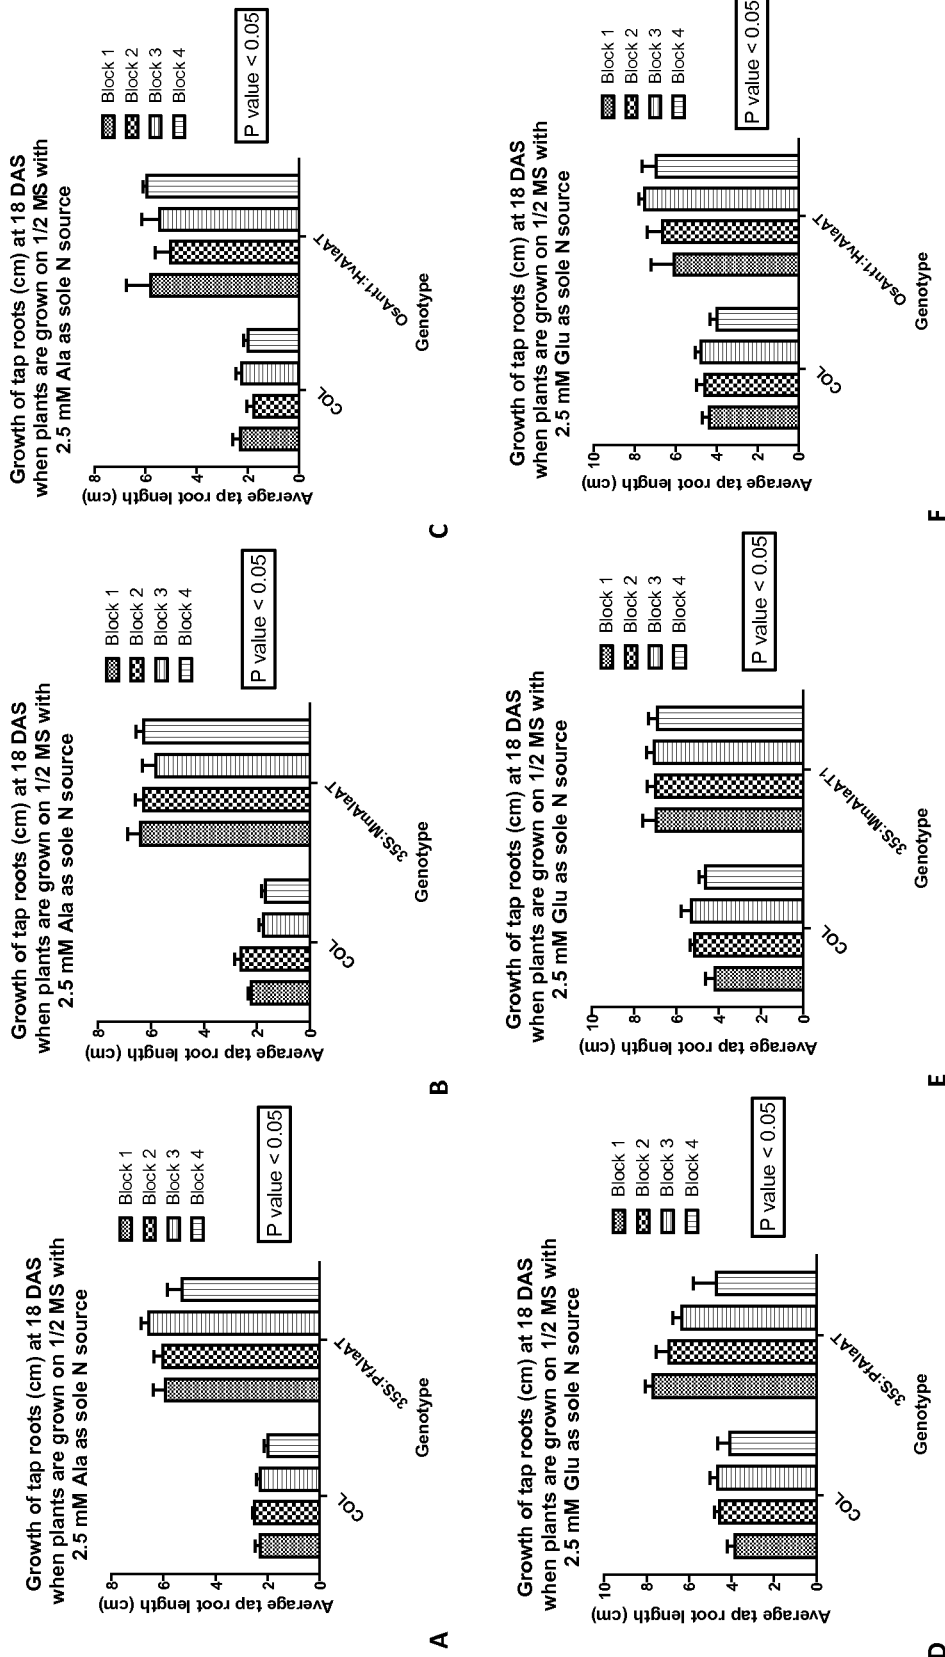 Growth of tap roots (cm) at 18 DAS
when plants are grown on 1/2 MS with
2.5 mM Ala as sole N source
Average tap root length (cm)
8
6
4
2
0
COL
35S:PfAlaAT
Genotype
Block 1
Block 2
Block 3
Block 4
P value < 0.05
A
Growth of tap roots (cm) at 18 DAS
when plants are grown on 1/2 MS with
2.5 mM Ala as sole N source
Average tap root length (cm)
8
6
4
2
0
COL
35S:MmAlaAT
Genotype
Block 1
Block 2
Block 3
Block 4
P value < 0.05
B
Growth of tap roots (cm) at 18 DAS
when plants are grown on 1/2 MS with
2.5 mM Ala as sole N source
Average tap root length (cm)
8
6
4
2
0
COL
OsAnt1:HvAlaAT
Genotype
Block 1
Block 2
Block 3
Block 4
P value < 0.05
C
Growth of tap roots (cm) at 18 DAS
when plants are grown on 1/2 MS with
2.5 mM Glu as sole N source
Average tap root length (cm)
10
8
6
4
2
0
COL
35S:PfAlaAT
Genotype
Block 1
Block 2
Block 3
Block 4
P value < 0.05
D
Growth of tap roots (cm) at 18 DAS
when plants are grown on 1/2 MS with
2.5 mM Glu as sole N source
Average tap root length (cm)
10
8
6
4
2
0
COL
35S:MmAlaAT1
Genotype
Block 1
Block 2
Block 3
Block 4
P value < 0.05
E
Growth of tap roots (cm) at 18 DAS
when plants are grown on 1/2 MS with
2.5 mM Glu as sole N source
Average tap root length (cm)
10
8
6
4
2
0
COL
OsAnt1:HvAlaAT
Genotype
Block 1
Block 2
Block 3
Block 4
P value < 0.05
F